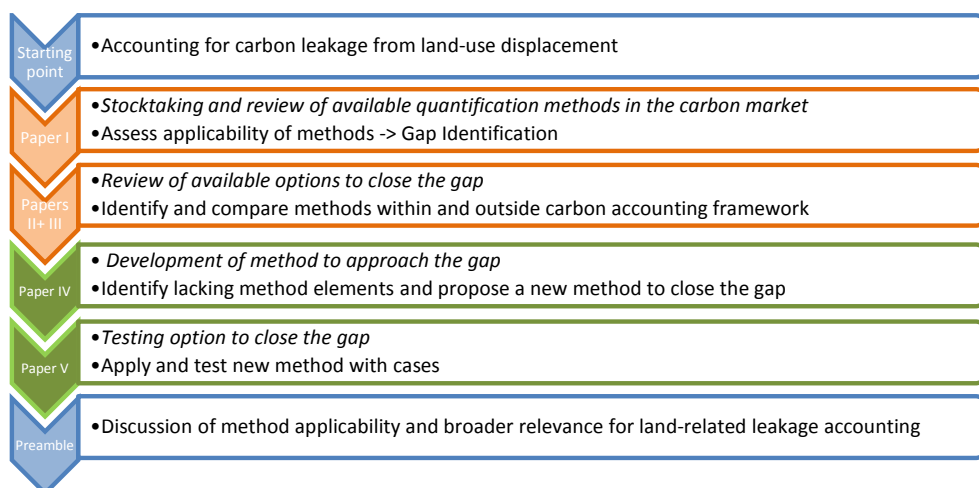 Starting
point
•Accounting for carbon leakage from land-use displacement
Paper I
•Stocktaking and review of available quantification methods in the carbon market
•Assess applicability of methods -> Gap Identification
Papers
II+ III
•Review of available options to close the gap
•Identify and compare methods within and outside carbon accounting framework
Paper IV
• Development of method to approach the gap
•Identify lacking method elements and propose a new method to close the gap
Paper V
•Testing option to close the gap
•Apply and test new method with cases
Preamble
•Discussion of method applicability and broader relevance for land-related leakage accounting